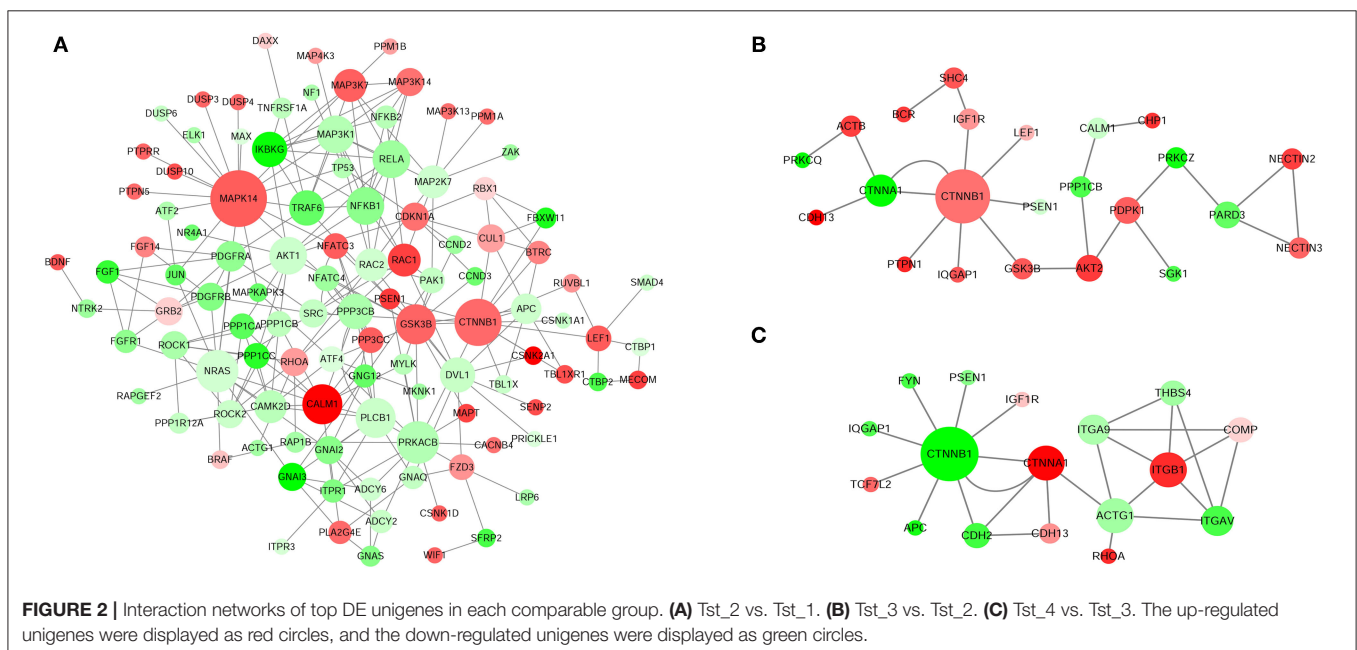 A
DAXX
MAP4K3
PPM1B
DUSP3
DUSP4
TNFRSF1A
NF1
MAP3K7
MAP3K14
DUSP6
NFKB2
MAP3K13
PPM1A
ELK1
MAX
IKBKG
MAP3K1
PTPRR
TP53
RELA
ZAK
DUSP10
MAP2K7
PTPN5
MAPK14
TRAF6
NFKB1
RBX1
ATF2
CDKN1A
FBXW11
NR4A1
NFATC3
CCND2
CUL1
FGF14
PDGFRA
AKT1
RAC2
RAC1
BTRC
BDNF
FGF1
JUN
NFATC4
PAK1
CCND3
RUVBL1
SMAD4
NTRK2
GRB2
PDGFRB
MAPKAPK3
PSEN1
SRC
PPP3CB
APC
CSNK1A1
FGFR1
PPP1CA
PPP1CB
GSK3B
CTNNB1
ROCK1
PPP1CC
RHOA
ATF4
PPP3CC
MYLK
LEF1
CTBP1
CSNK2A1
NRAS
GNG12
MKNK1
DVL1
TBL1X
TBL1XR1
CTBP2
MECOM
RAPGEF2
ROCK2
CAMK2D
CALM1
PLCB1
MAPT
SENP2
PPP1R12A
PRICKLE1
BRAF
ACTG1
RAP1B
GNAI2
PRKACB
CACNB4
GNAI3
ITPR1
ADCY6
GNAQ
FZD3
LRP6
ADCY2
CSNK1D
ITPR3
PLA2G4E
GNAS
WIF1
SFRP2
B
SHC4
BCR
IGF1R
ACTB
LEF1
CALM1
CHP1
PRKCQ
PRKCZ
NECTIN2
CTNNA1
CTNNB1
PPP1CB
PSEN1
CDH13
PDPK1
PARD3
PTPN1
IQGAP1
GSK3B
AKT2
SGK1
NECTIN3
C
FYN
PSEN1
IGF1R
THBS4
IQGAP1
ITGA9
COMP
CTNNB1
CTNNA1
ITGB1
TCF7L2
APC
CDH2
CDH13
ACTG1
ITGAV
RHOA
FIGURE 2 | Interaction networks of top DE unigenes in each comparable group. (A) Tst_2 vs. Tst_1. (B) Tst_3 vs. Tst_2. (C) Tst_4 vs. Tst_3. The up-regulated
unigenes were displayed as red circles, and the down-regulated unigenes were displayed as green circles.